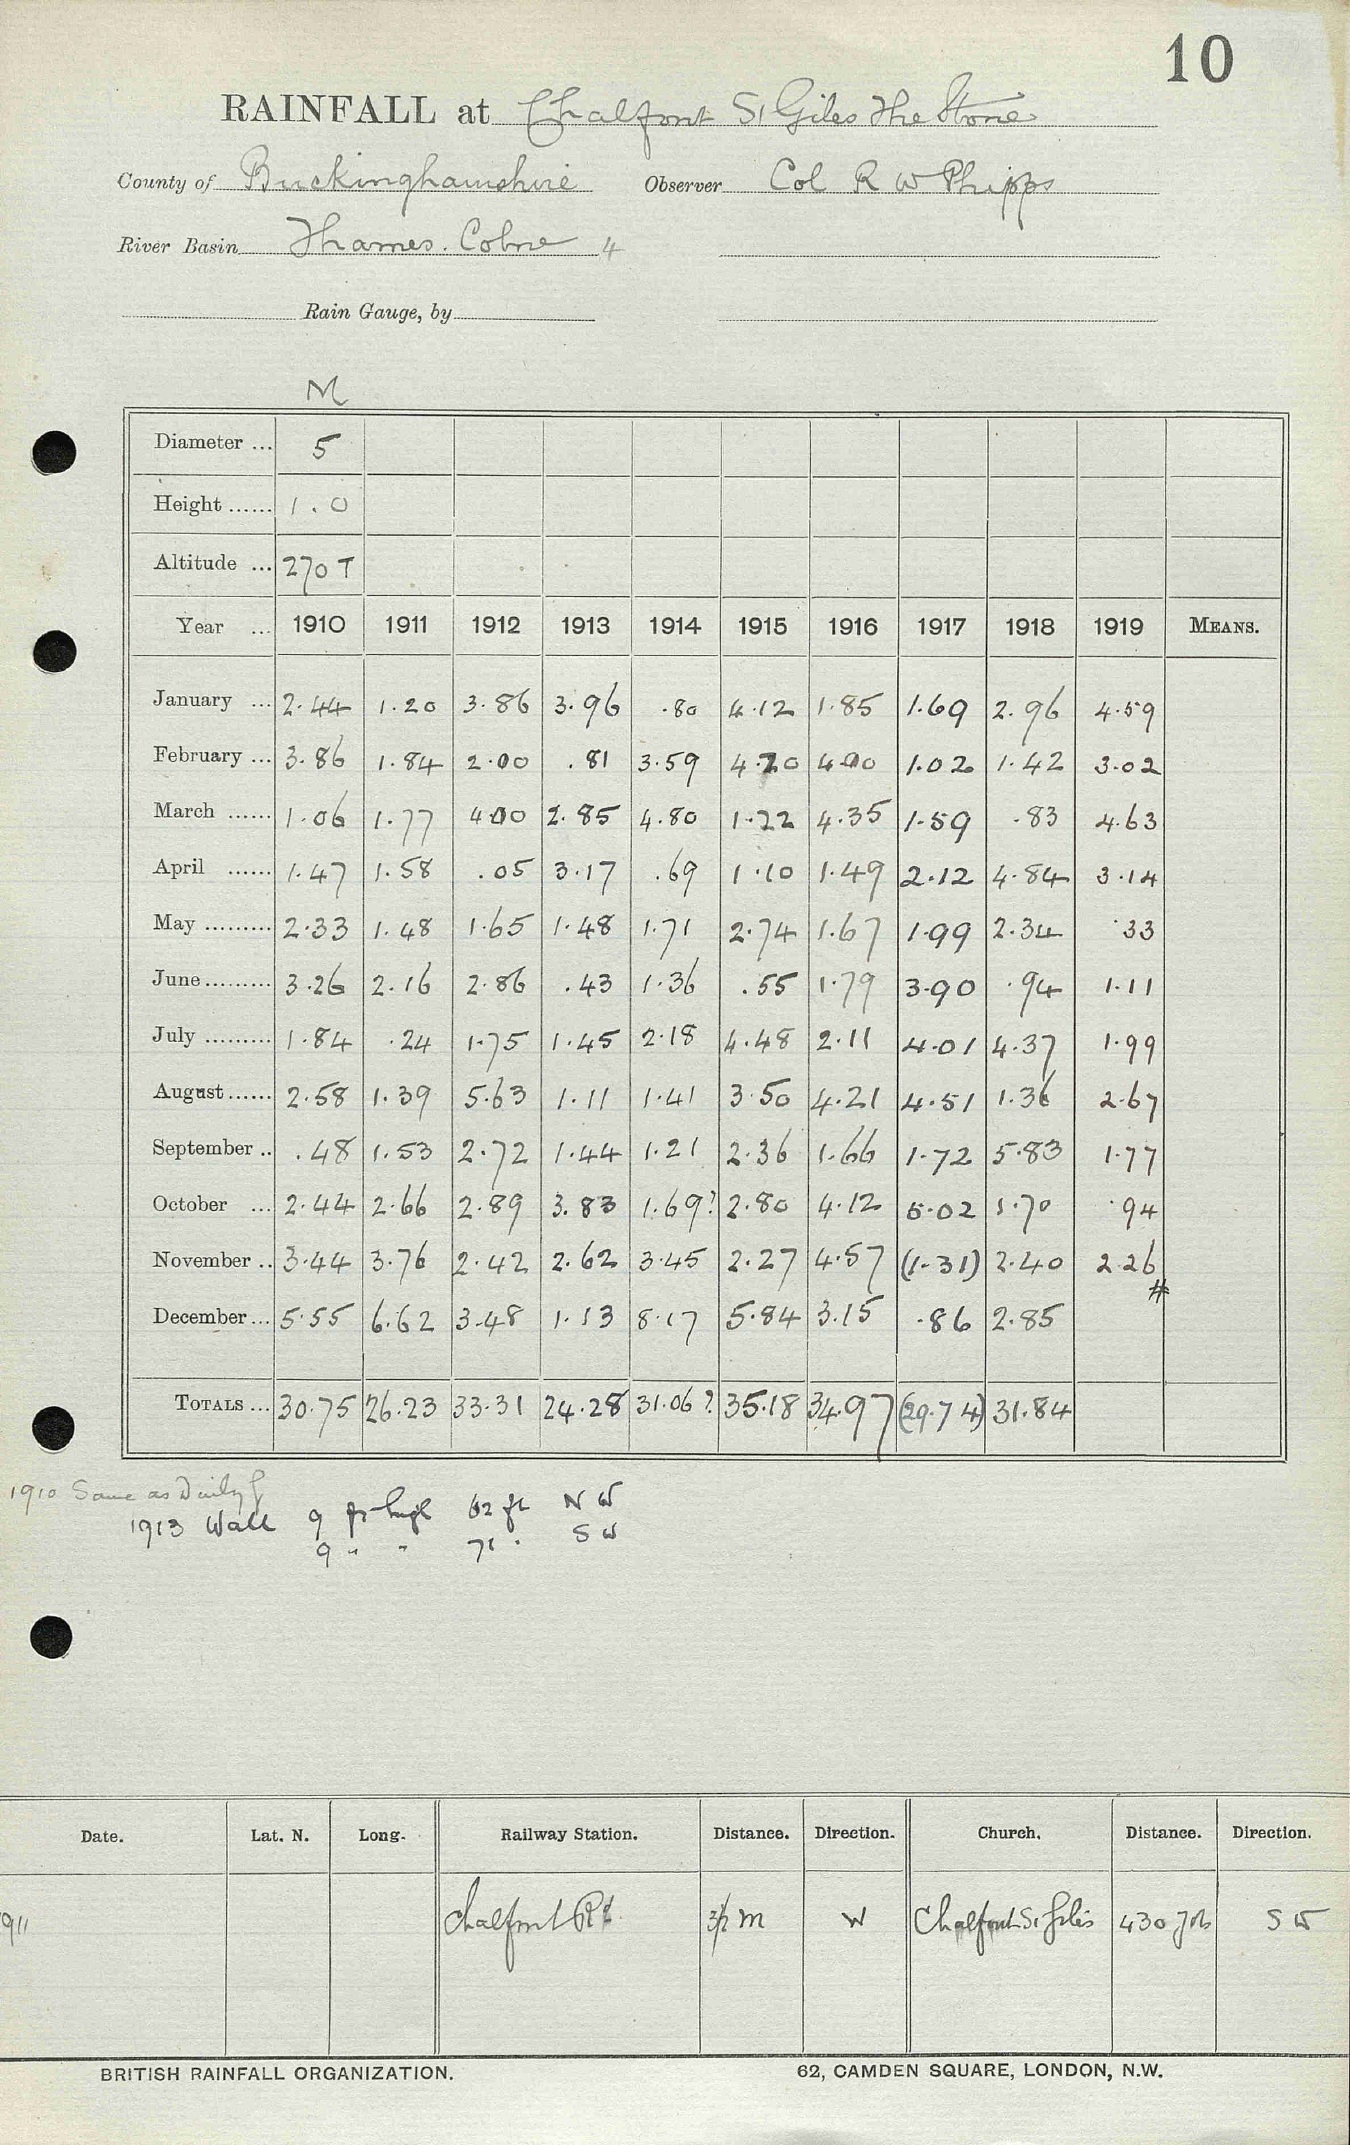 10
RAINFALL at Chalfont St Giles The Stone
County of Buckinghamshire Observer Col R W Phipps
River Basin Thames. Colne 4
Rain Gauge, by
M
Diameter ... 5
Height ...... 1.0
Altitude ... 270 T
Year ... 1910 1911 1912 1913 1914 1915 1916 1917 1918 1919 MEANS.
January ... 2.44 1.20 3.86 3.96 .80 4.12 1.85 1.69 2.96 4.59
February ... 3.86 1.84 2.00 .81 3.59 4.20 4.00 1.02 1.42 3.02
March ...... 1.06 1.77 4.00 2.85 4.80 1.22 4.35 1.59 .83 4.63
April ...... 1.47 1.58 .05 3.17 .69 1.10 1.49 2.12 4.84 3.14
May ......... 2.33 1.48 1.65 1.48 1.71 2.74 1.67 1.99 2.34 .33
June ......... 3.26 2.16 2.86 .43 1.36 .55 1.79 3.90 .94 1.11
July ......... 1.84 .24 1.75 1.45 2.18 4.48 2.11 4.01 4.37 1.99
August ...... 2.58 1.39 5.63 1.11 1.41 3.50 4.21 4.51 1.36 2.67
September .. .48 1.53 2.72 1.44 1.21 2.36 1.66 1.72 5.83 1.77
October ... 2.44 2.66 2.89 3.83 1.69? 2.80 4.12 5.02 1.70 .94
November .. 3.44 3.76 2.42 2.62 3.45 2.27 4.57 (1.31) 2.40 2.26 #
December ... 5.55 6.62 3.48 1.13 8.17 5.84 3.15 .86 2.85
TOTALS ... 30.75 26.23 33.31 24.28 31.06? 35.18 34.97 (29.74) 31.84
1910 Same as Daily
1913 Wall 9 ft high 62 ft N W
9 " " 71 " S W
Date. Lat. N. Long. Railway Station. Distance. Direction. Church. Distance. Direction.
911 Chalfont Rd 3½ m W Chalfont St Giles 430 yds S W
BRITISH RAINFALL ORGANIZATION. 62, CAMDEN SQUARE, LONDON, N.W.